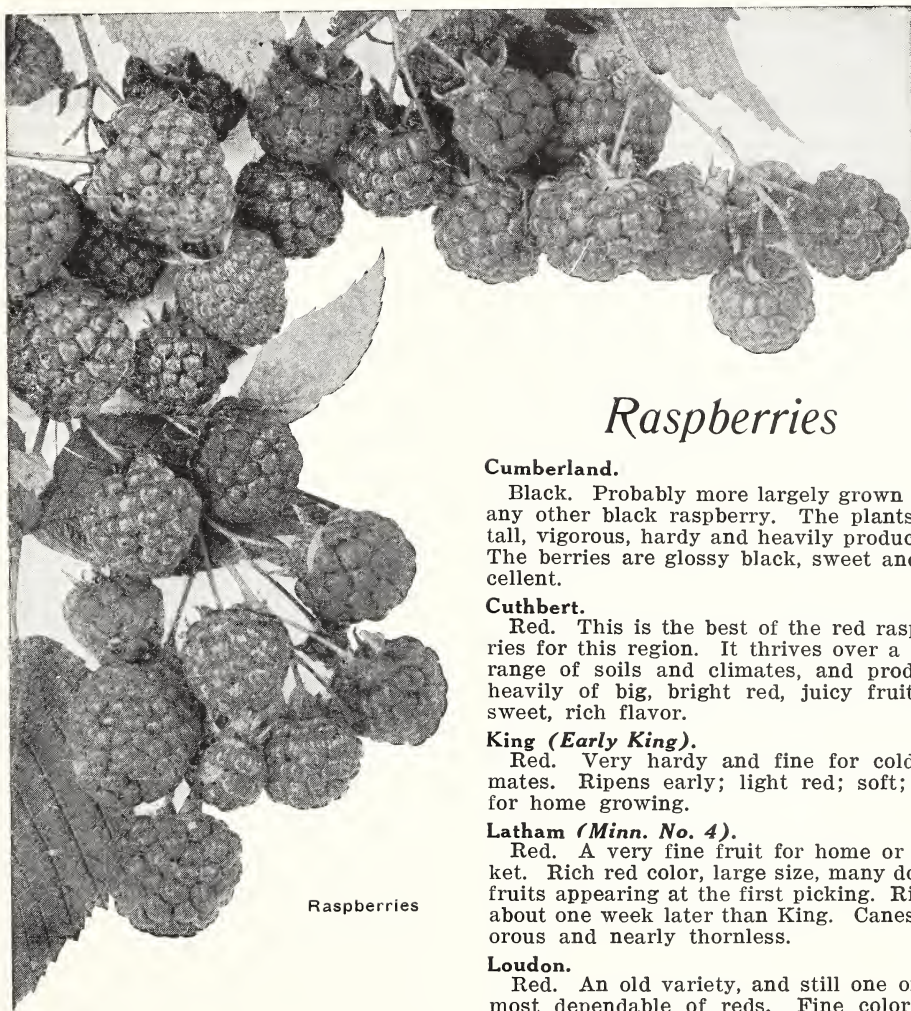 Raspberries
Cumberland.
Black. Probably more largely grown
any other black raspberry. The plants
tall, vigorous, hardy and heavily produc
The berries are glossy black, sweet and
cellent.
Cuthbert.
Red. This is the best of the red rasp
ries for this region. It thrives over a
range of soils and climates, and prod
heavily of big, bright red, juicy fruit
sweet, rich flavor.
King (Early King).
Red. Very hardy and fine for cold
mates. Ripens early; light red; soft;
for home growing.
Latham (Minn. No. 4).
Red. A very fine fruit for home or
ket. Rich red color, large size, many do
fruits appearing at the first picking. Ri
about one week later than King. Canes
orous and nearly thornless.
Loudon.
Red. An old variety, and still one o
most dependable of reds. Fine color
Raspberries